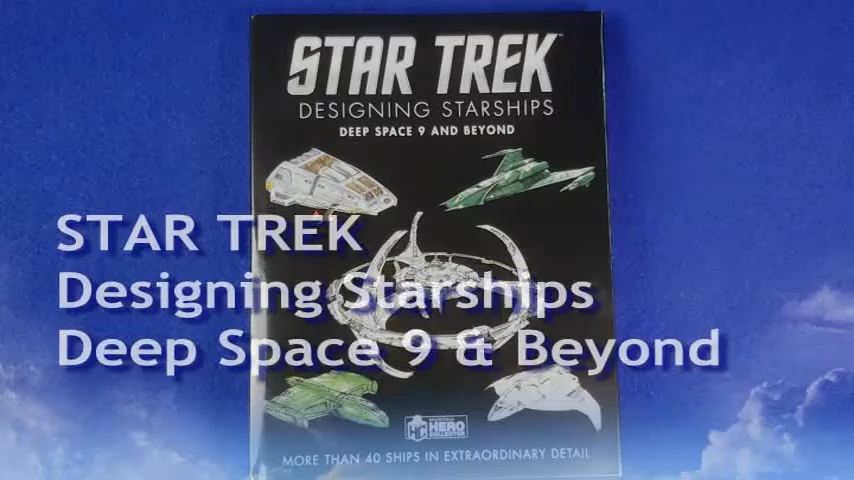 STAR TREK™
DESIGNING STARSHIPS
DEEP SPACE 9 AND BEYOND
STAR TREK
Designing Starships
Deep Space 9 & Beyond
HERO
COLLECTOR
MORE THAN 40 SHIPS IN EXTRAORDINARY DETAIL